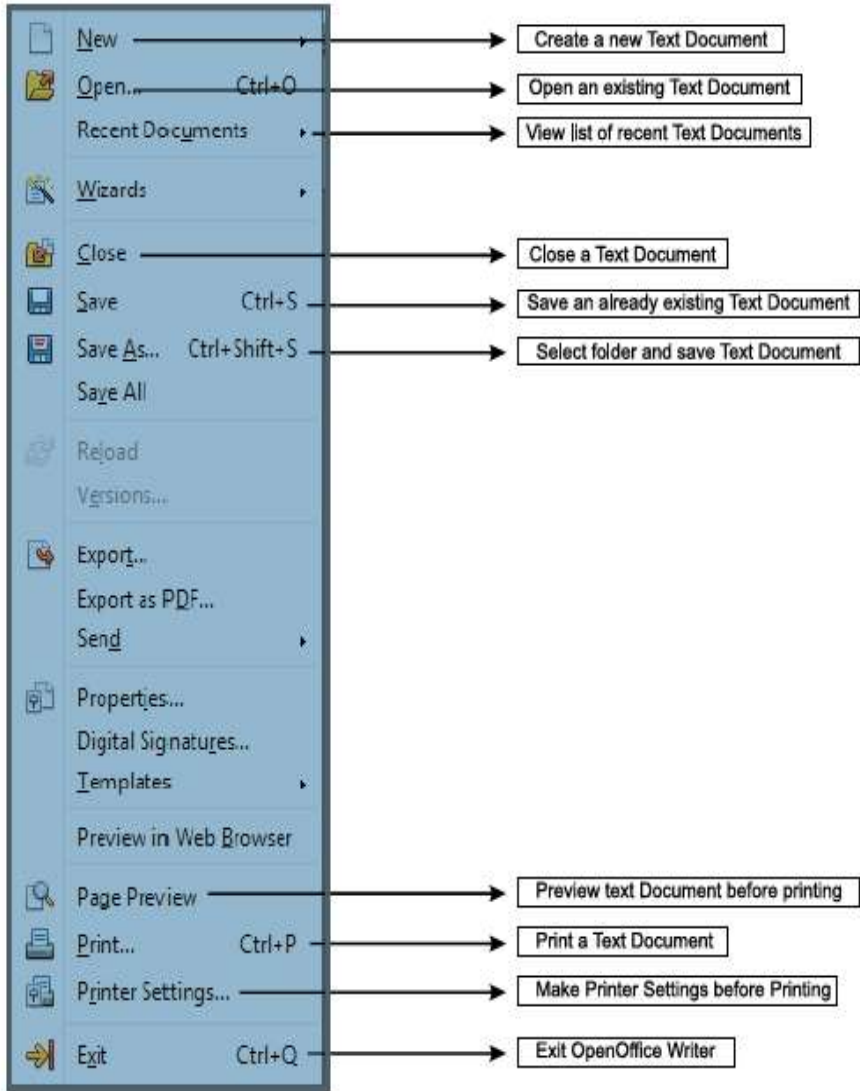 New Create a new Text Document
Open... Ctrl+O Open an existing Text Document
Recent Documents View list of recent Text Documents
Wizards
Close Close a Text Document
Save Ctrl+S Save an already existing Text Document
Save As... Ctrl+Shift+S Select folder and save Text Document
Save All
Reload
Versions...
Export...
Export as PDF...
Send
Properties...
Digital Signatures...
Templates
Preview in Web Browser
Page Preview Preview text Document before printing
Print... Ctrl+P Print a Text Document
Printer Settings... Make Printer Settings before Printing
Exit Ctrl+Q Exit OpenOffice Writer